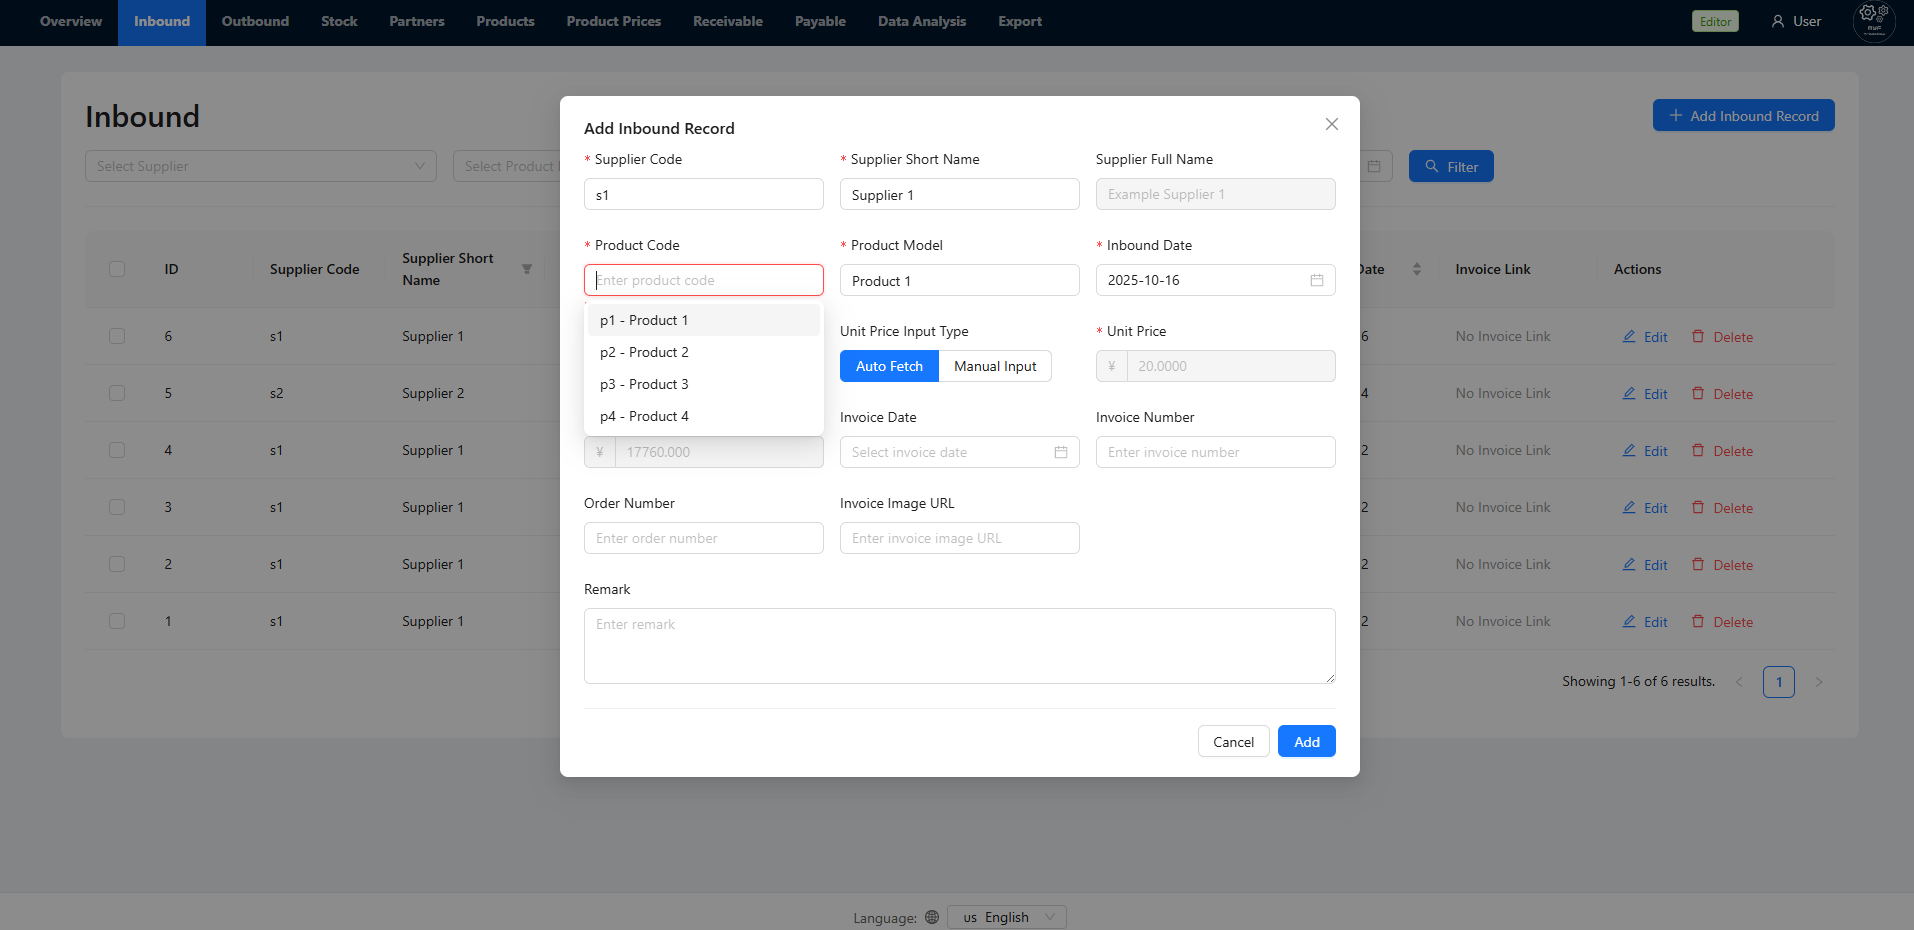 Overview Inbound Outbound Stock Partners Products Product Prices Receivable Payable Data Analysis Export Editor User
Inbound
Add Inbound Record
Select Supplier
Select Product
Filter
ID Supplier Code Supplier Short Name Date Invoice Link Actions
6 s1 Supplier 1 6 No Invoice Link Edit Delete
5 s2 Supplier 2 4 No Invoice Link Edit Delete
4 s1 Supplier 1 2 No Invoice Link Edit Delete
3 s1 Supplier 1 2 No Invoice Link Edit Delete
2 s1 Supplier 1 2 No Invoice Link Edit Delete
1 s1 Supplier 1 2 No Invoice Link Edit Delete
Showing 1-6 of 6 results. < 1 >
Add Inbound Record
* Supplier Code * Supplier Short Name Supplier Full Name
s1 Supplier 1 Example Supplier 1
* Product Code * Product Model * Inbound Date
Enter product code Product 1 2025-10-16
p1 - Product 1
p2 - Product 2
p3 - Product 3
p4 - Product 4
Unit Price Input Type * Unit Price
Auto Fetch Manual Input ¥ 20.0000
Invoice Date Invoice Number
¥ 17760.000 Select invoice date Enter invoice number
Order Number Invoice Image URL
Enter order number Enter invoice image URL
Remark
Enter remark
Cancel Add
Language: us English